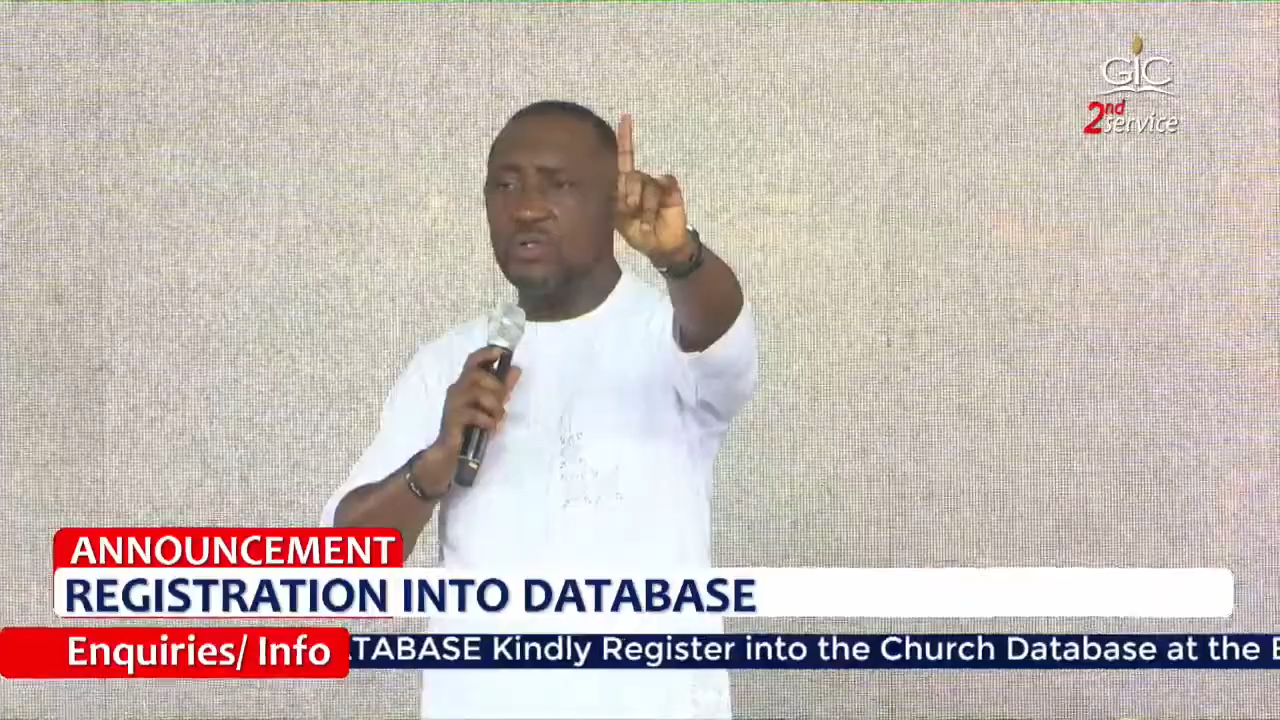 GIC
2nd
service
ANNOUNCEMENT
REGISTRATION INTO DATABASE
Enquiries/ Info
TABASE Kindly Register into the Church Database at the